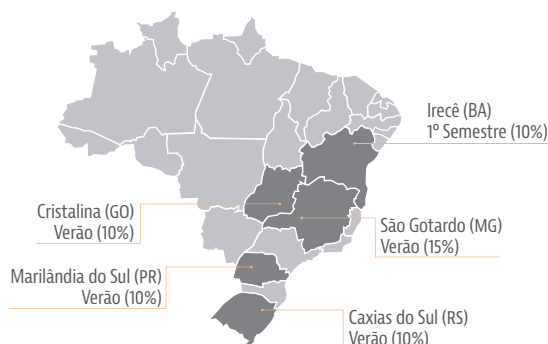 Irecê (BA)
1º Semestre (10%)
Cristalina (GO)
Verão (10%)
São Gotardo (MG)
Verão (15%)
Marilândia do Sul (PR)
Verão (10%)
Caxias do Sul (RS)
Verão (10%)